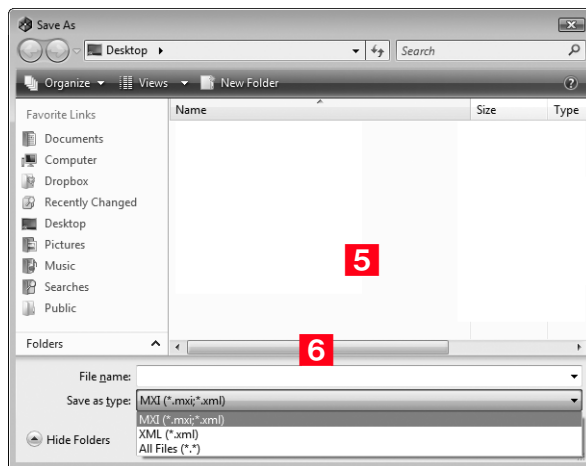 Save As
Desktop
Search
Organize Views New Folder
Favorite Links
Name Size Type
Documents
Computer
Dropbox
Recently Changed
Desktop
Pictures
Music
Searches
Public
5
Folders
6
File name:
Save as type: MXI (*.mxi;*.xml)
MXI (*.mxi;*.xml)
XML (*.xml)
All Files (*.*)
Hide Folders